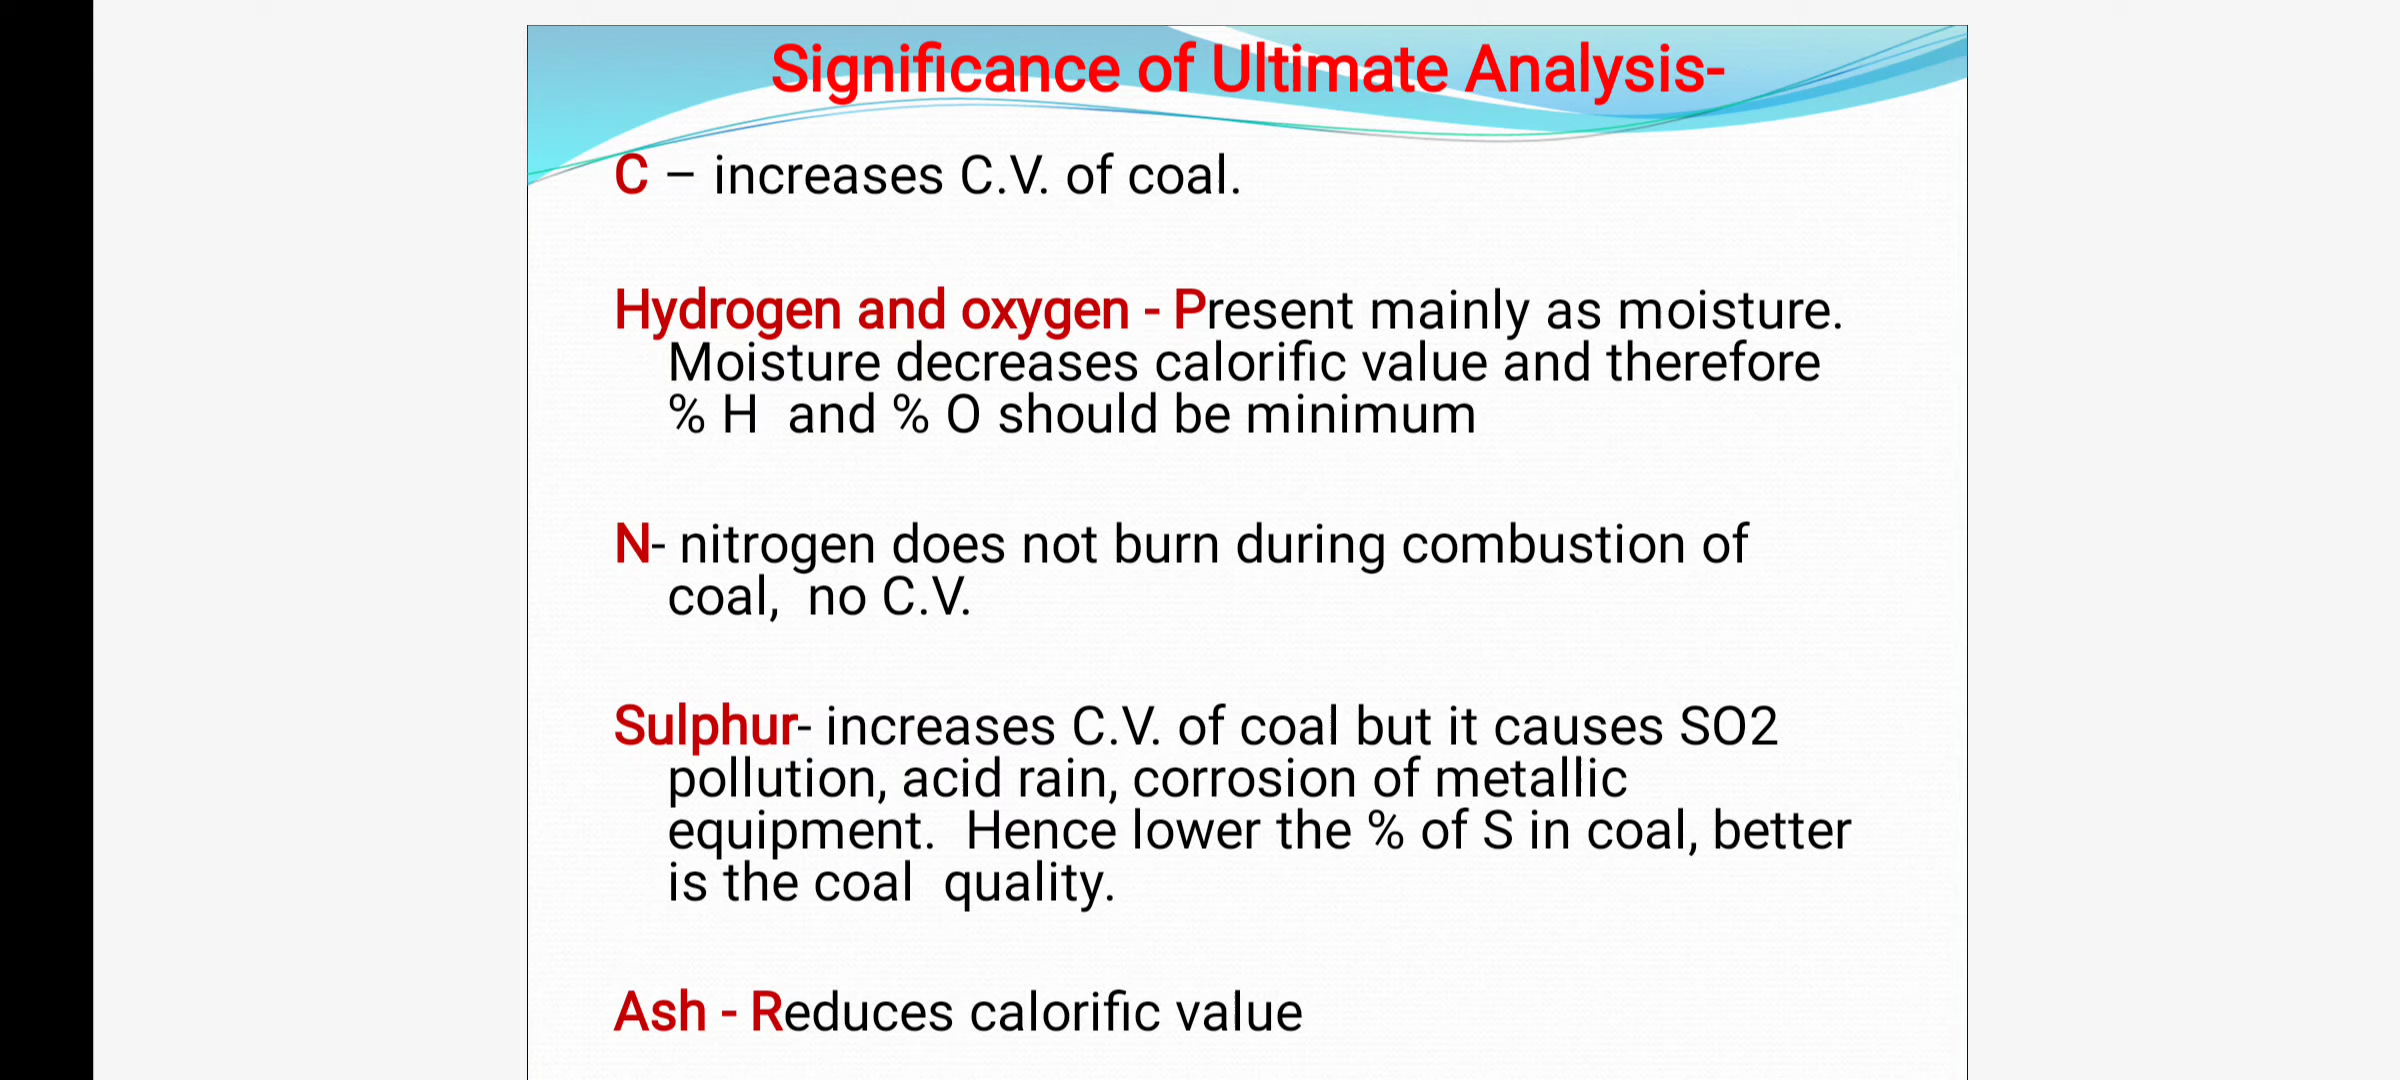 Significance of Ultimate Analysis-
C – increases C.V. of coal.
Hydrogen and oxygen - Present mainly as moisture.
Moisture decreases calorific value and therefore
% H  and % O should be minimum
N- nitrogen does not burn during combustion of
coal,  no C.V.
Sulphur- increases C.V. of coal but it causes SO2
pollution, acid rain, corrosion of metallic
equipment.  Hence lower the % of S in coal, better
is the coal  quality.
Ash - Reduces calorific value